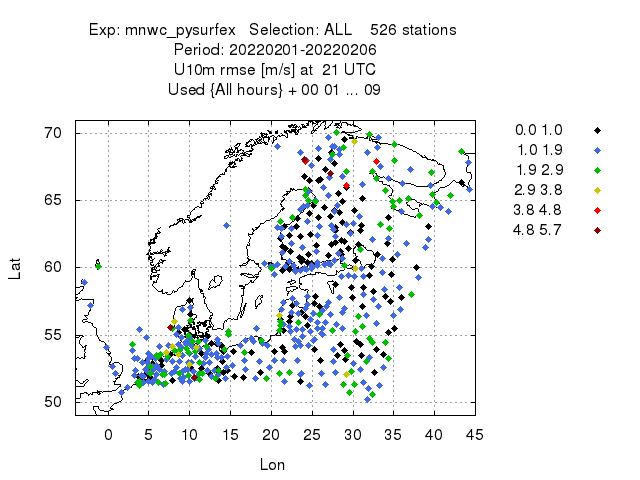 Exp: mnwc_pysurfex   Selection: ALL    526 stations
Period: 20220201-20220206
U10m rmse [m/s] at  21 UTC
Used {All hours} + 00 01 ... 09
70
65
60
55
50
Lat
0 5 10 15 20 25 30 35 40 45
Lon
0.0 1.0
1.0 1.9
1.9 2.9
2.9 3.8
3.8 4.8
4.8 5.7